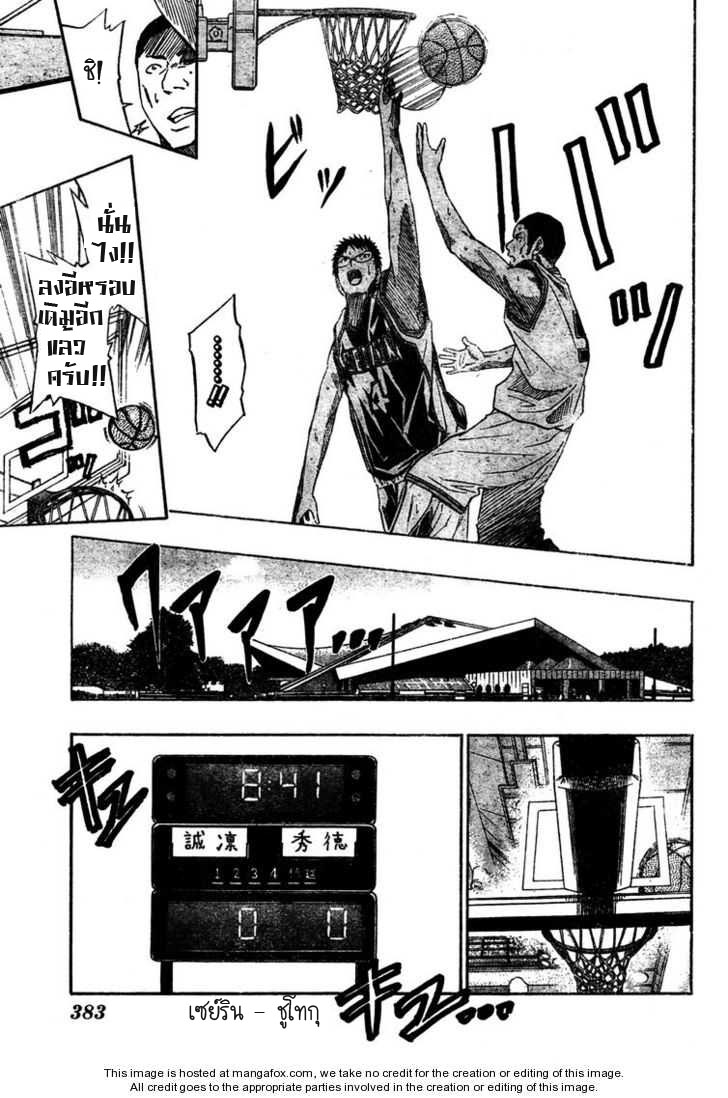 ชิ!
ビッ
นั่น
ไง!!
ลงอีหรอบ
เดิมอีก
แล้ว
ครับ!!
SEIRIN
4
ワァァァ...
キュ
8:41
誠凛
秀徳
1 2 3 4
0 0
383
เซย์ริน - ชูโทกุ
キュ...
This image is hosted at mangafox.com, we take no credit for the creation or editing of this image.
All credit goes to the appropriate parties involved in the creation or editing of this image.